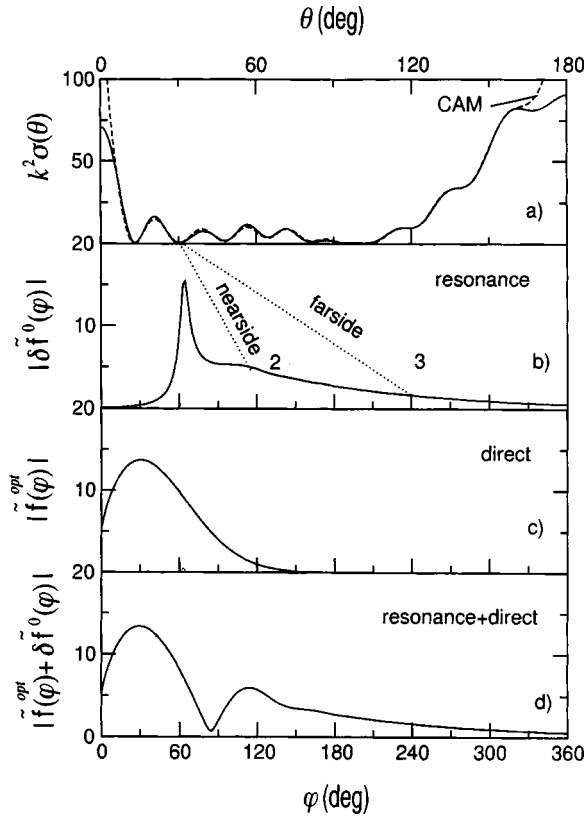 θ (deg)
0 60 120 180
100
CAM
k²σ(θ)
50
a)
20
resonance
|δf̃⁰(φ)|
nearside
farside
10
2
3
b)
20
direct
|f̃ᵒᵖᵗ(φ)|
10
c)
20
resonance+direct
|f̃ᵒᵖᵗ(φ)+δf̃⁰(φ)|
10
d)
0
0 60 120 180 240 300 360
φ (deg)